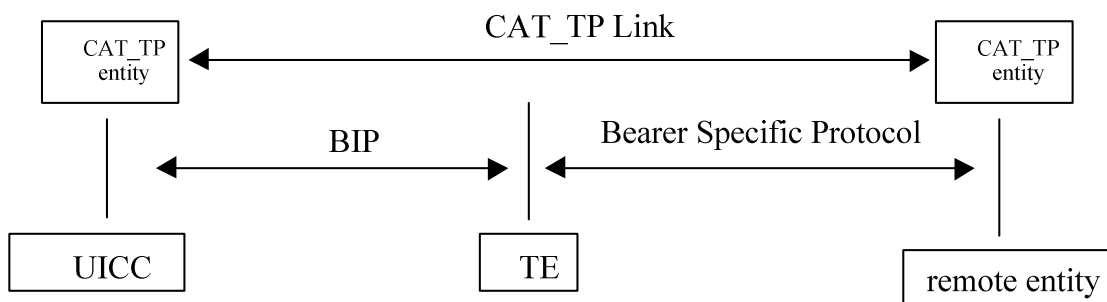 CAT_TP Link
CAT_TP
entity
CAT_TP
entity
BIP
Bearer Specific Protocol
UICC
TE
remote entity